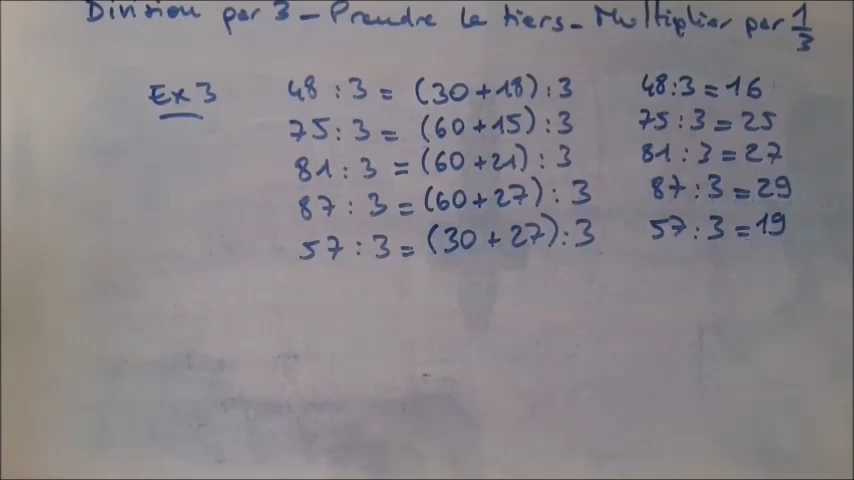 Division par 3 - Prendre le tiers - Multiplier par 1/3
Ex 3 48 : 3 = (30 + 18) : 3 48 : 3 = 16
75 : 3 = (60 + 15) : 3 75 : 3 = 25
81 : 3 = (60 + 21) : 3 81 : 3 = 27
87 : 3 = (60 + 27) : 3 87 : 3 = 29
57 : 3 = (30 + 27) : 3 57 : 3 = 19